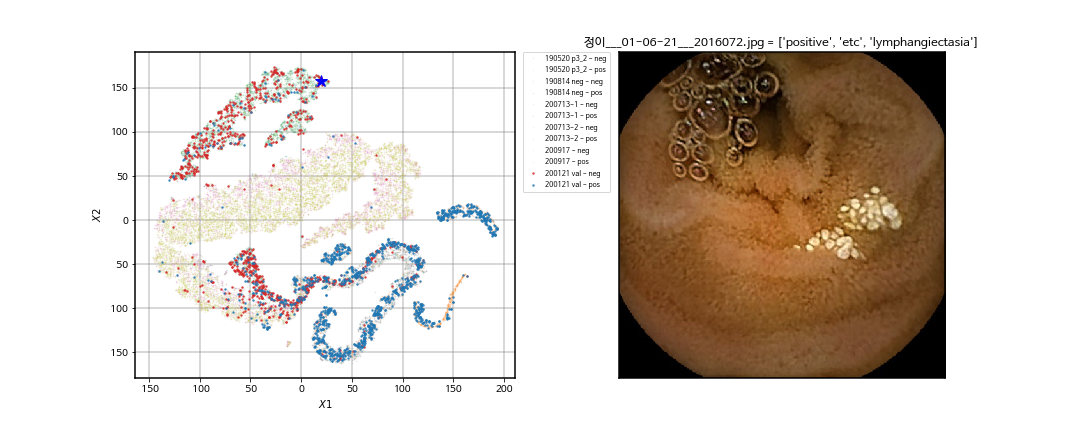 정이___01-06-21___2016072.jpg = ['positive', 'etc', 'lymphangiectasia']
190520 p3_2 - neg
190520 p3_2 - pos
190814 neg - neg
190814 neg - pos
200713-1 - neg
200713-1 - pos
200713-2 - neg
200713-2 - pos
200917 - neg
200917 - pos
200121 val - neg
200121 val - pos
X2
150
100
50
0
50
100
150
150 100 50 0 50 100 150 200
X1